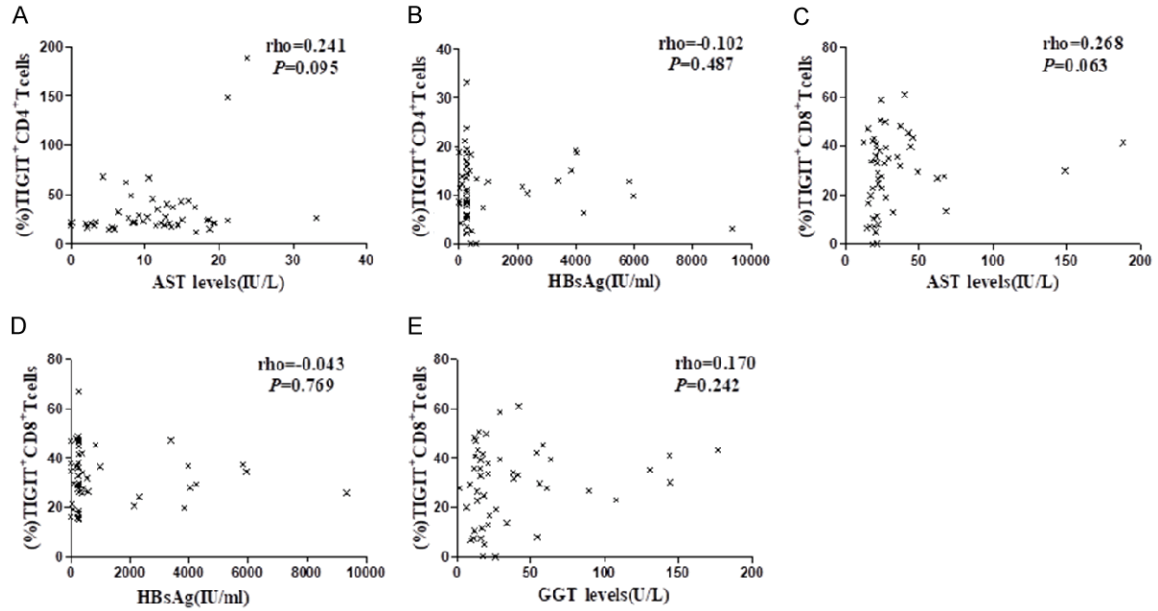 A
rho=0.241
P=0.095
(%)TIGIT+CD4+Tcells
200
150
100
50
0
0 10 20 30 40
AST levels(IU/L)
B
rho=-0.102
P=0.487
(%)TIGIT+CD4+Tcells
40
30
20
10
0
0 2000 4000 6000 8000 10000
HBsAg(IU/ml)
C
rho=0.268
P=0.063
(%)TIGIT+CD8+Tcells
80
60
40
20
0
0 50 100 150 200
AST levels(IU/L)
D
rho=-0.043
P=0.769
(%)TIGIT+CD8+Tcells
80
60
40
20
0
0 2000 4000 6000 8000 10000
HBsAg(IU/ml)
E
rho=0.170
P=0.242
(%)TIGIT+CD8+Tcells
80
60
40
20
0
0 50 100 150 200
GGT levels(U/L)